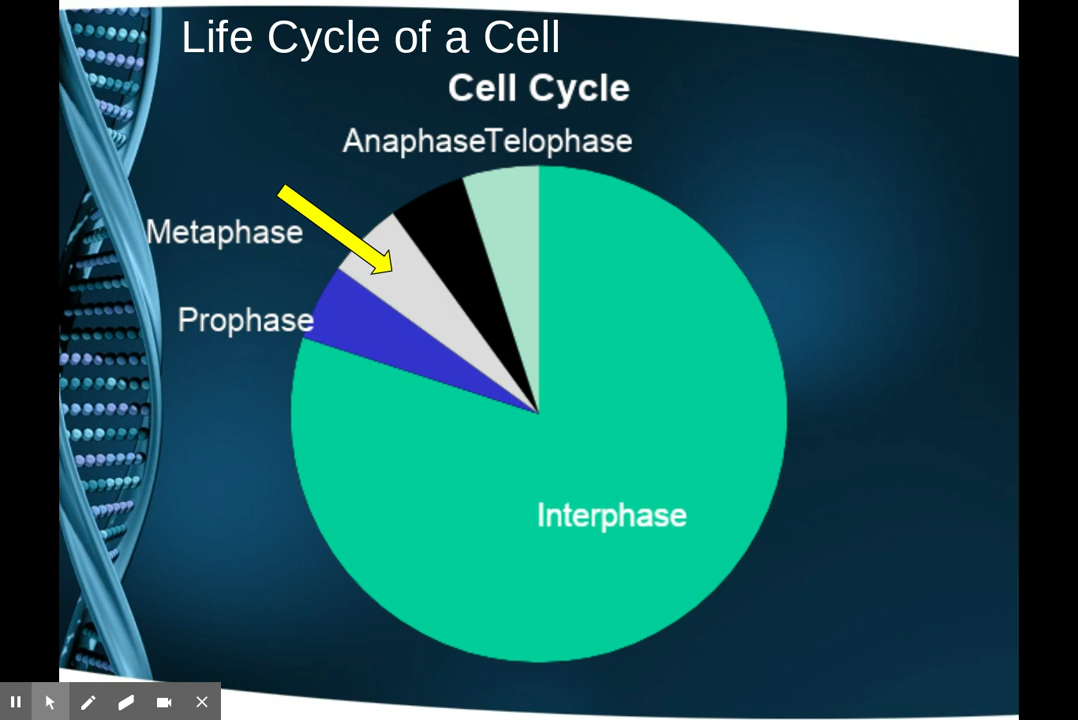 Life Cycle of a Cell
Cell Cycle
AnaphaseTelophase
Metaphase
Prophase
Interphase